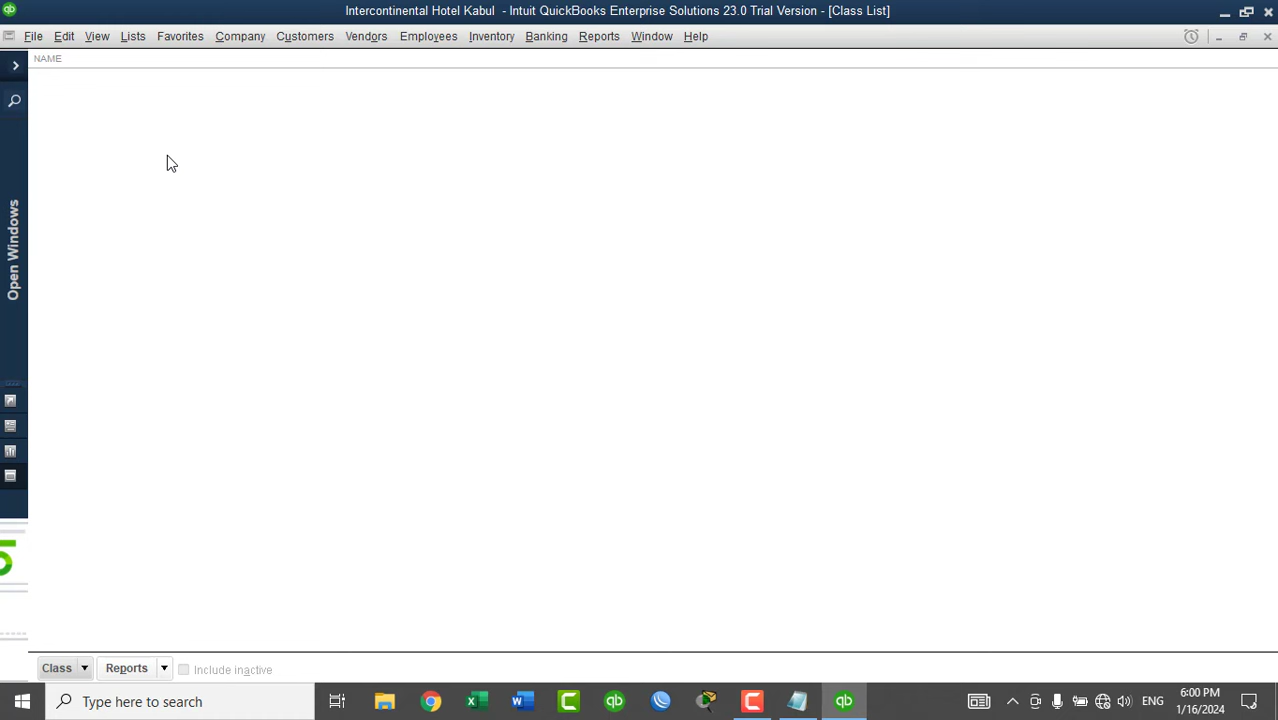 Intercontinental Hotel Kabul - Intuit QuickBooks Enterprise Solutions 23.0 Trial Version - [Class List]
File Edit View Lists Favorites Company Customers Vendors Employees Inventory Banking Reports Window Help
NAME
Open Windows
Class Reports Include inactive
Type here to search
ENG
6:00 PM
1/16/2024